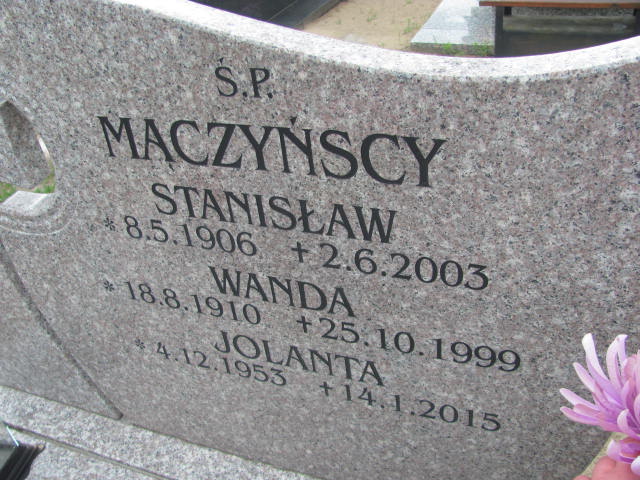 Ś.P.
MĄCZYŃSCY
STANISŁAW
* 8.5.1906 + 2.6.2003
WANDA
* 18.8.1910 + 25.10.1999
JOLANTA
* 4.12.1953 + 14.1.2015